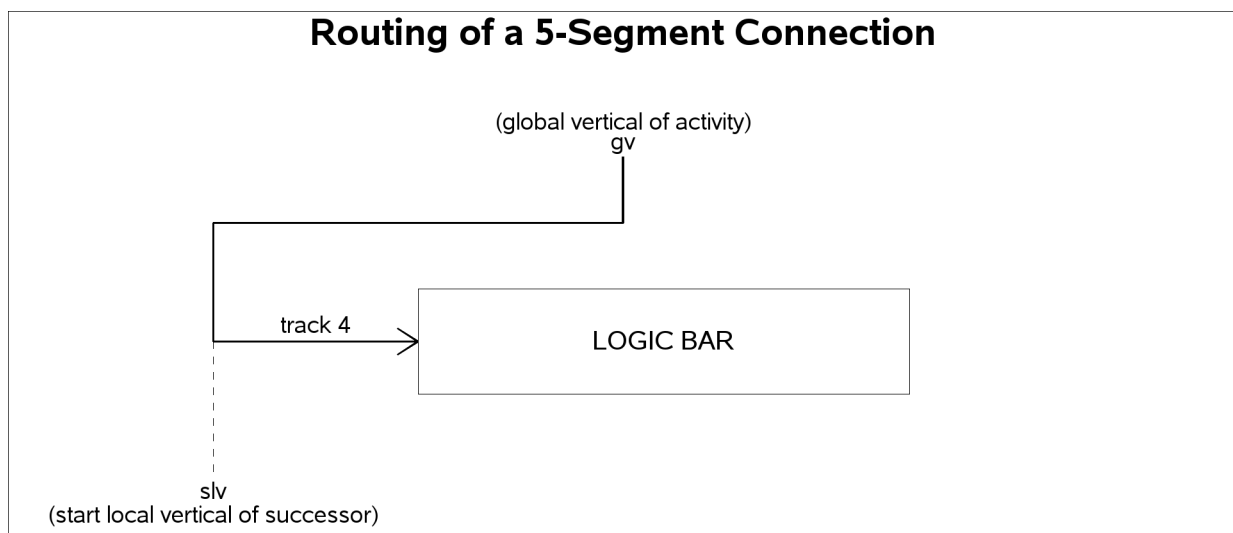 Routing of a 5-Segment Connection
(global vertical of activity)
gv
track 4
LOGIC BAR
slv
(start local vertical of successor)